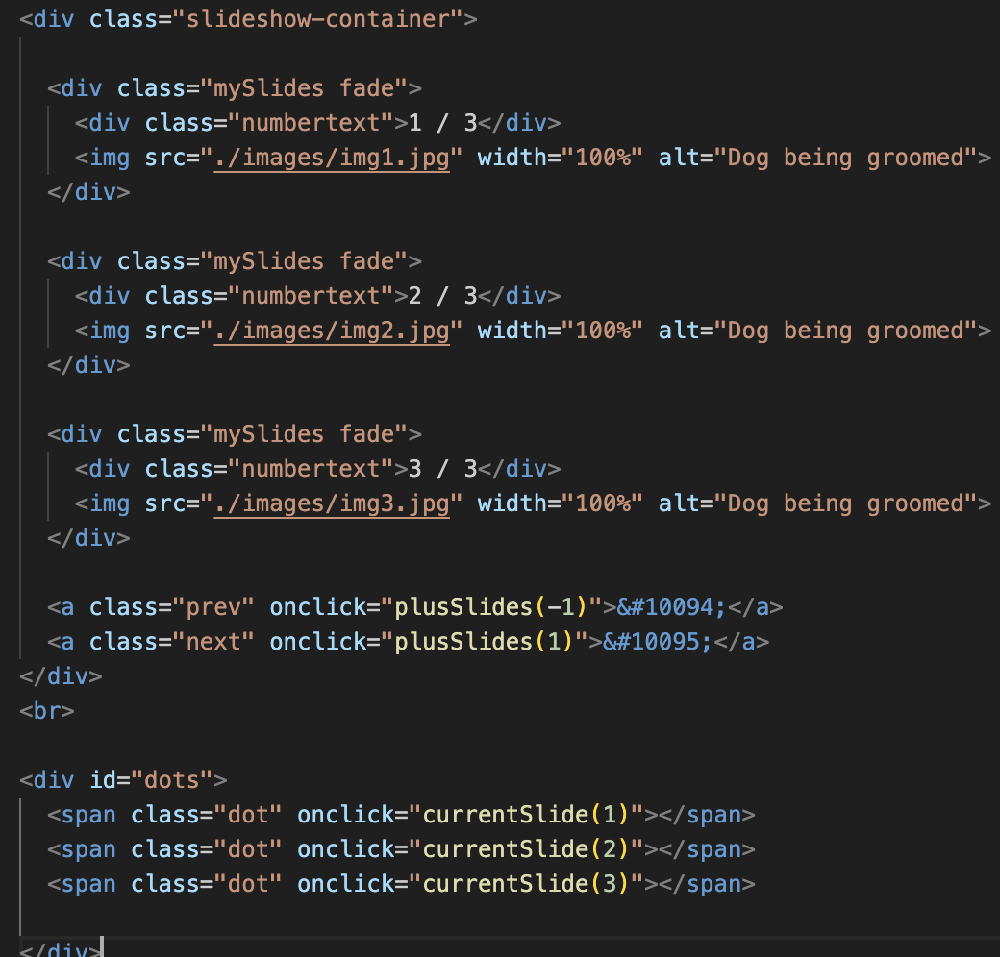 <div class="slideshow-container">
<div class="mySlides fade">
<div class="numbertext">1 / 3</div>
<img src="./images/img1.jpg" width="100%" alt="Dog being groomed">
</div>
<div class="mySlides fade">
<div class="numbertext">2 / 3</div>
<img src="./images/img2.jpg" width="100%" alt="Dog being groomed">
</div>
<div class="mySlides fade">
<div class="numbertext">3 / 3</div>
<img src="./images/img3.jpg" width="100%" alt="Dog being groomed">
</div>
<a class="prev" onclick="plusSlides(-1)">&#10094;</a>
<a class="next" onclick="plusSlides(1)">&#10095;</a>
</div>
<br>
<div id="dots">
<span class="dot" onclick="currentSlide(1)"></span>
<span class="dot" onclick="currentSlide(2)"></span>
<span class="dot" onclick="currentSlide(3)"></span>
</div>